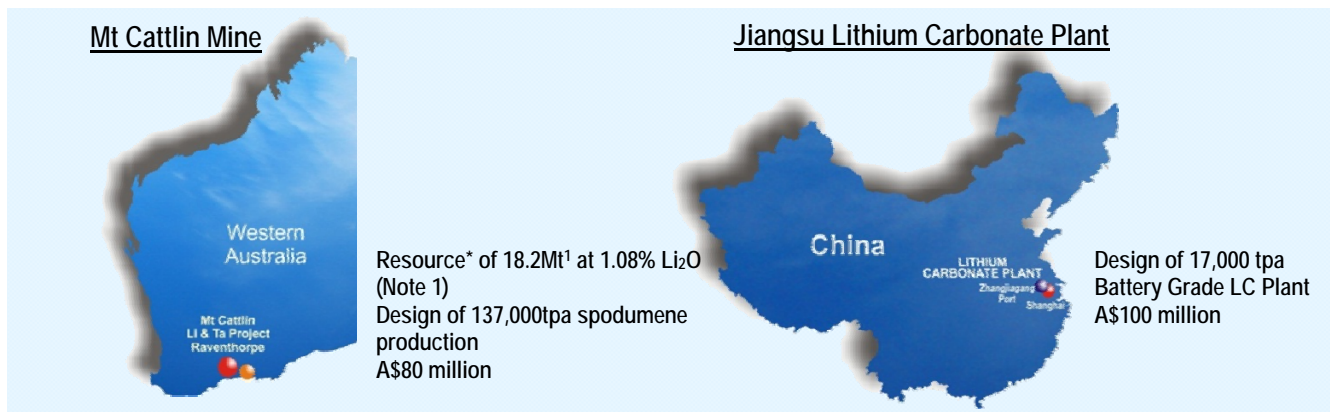 Mt Cattlin Mine
Western
Australia
Mt Cattlin
Li & Ta Project
Raventhorpe
Resource* of 18.2Mt¹ at 1.08% Li₂O
(Note 1)
Design of 137,000tpa spodumene
production
A$80 million
Jiangsu Lithium Carbonate Plant
China
LITHIUM
CARBONATE PLANT
Zhangjiagang
Port
Shanghai
Design of 17,000 tpa
Battery Grade LC Plant
A$100 million